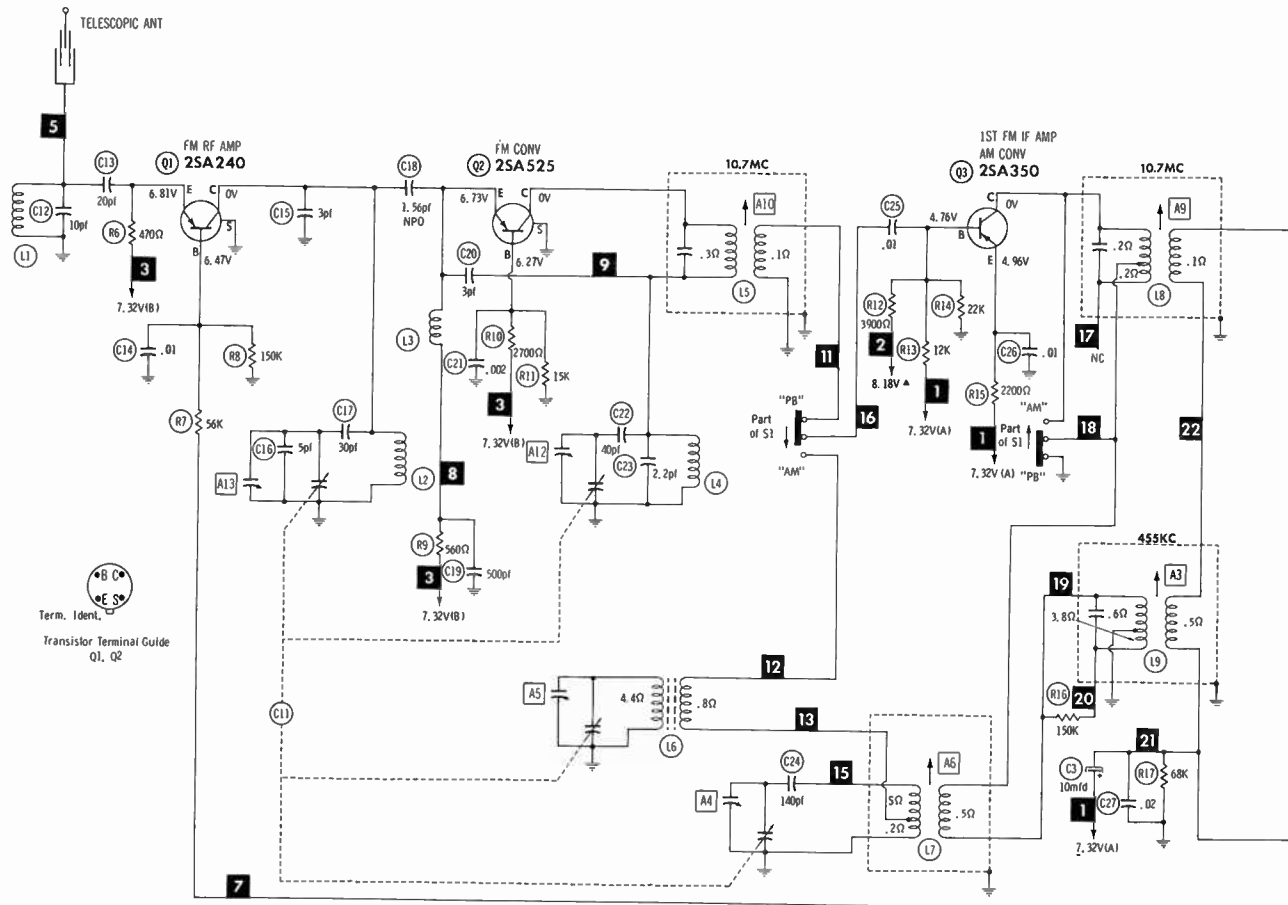 TELESCOPIC ANT
5
FM RF AMP
Q1 2SA240
C13
20pf
6.81V
E
C
0V
S
B
6.47V
C12
10pf
L1
R6
470Ω
3
7.32V(B)
C14
.01
R8
150K
R7
56K
C15
3pf
C18
1.56pf
NPO
FM CONV
Q2 2SA525
6.73V
E
C
0V
S
B
6.27V
C20
3pf
9
L3
C21
.002
R10
2700Ω
R11
15K
3
7.32V(B)
10.7MC
A10
.3Ω
.1Ω
L5
11
1ST FM IF AMP
AM CONV
Q3 2SA350
C25
.01
4.76V
B
C
0V
E
4.96V
R12
3900Ω
2
8.18V ▲
R14
22K
R13
12K
1
7.32V(A)
C26
.01
R15
2200Ω
1
7.32V(A)
10.7MC
A9
.2Ω
.2Ω
.1Ω
L8
17
NC
"PB"
Part
of S1
"AM"
16
"AM"
Part
of S1
"PB"
18
22
C17
30pf
C16
5pf
A13
L2
8
R9
560Ω
C19
500pf
3
7.32V(B)
C22
40pf
A12
C23
2.2pf
L4
B C
E S
Term. Ident.
Transistor Terminal Guide
Q1, Q2
C11
A5
4.4Ω
.8Ω
L6
12
13
455KC
19
A3
3.8Ω
.6Ω
.5Ω
L9
R16
150K
20
21
C3
10mfd
C27
.02
R17
68K
1
7.32V(A)
A4
C24
140pf
15
A6
.5Ω
.2Ω
.5Ω
L7
7